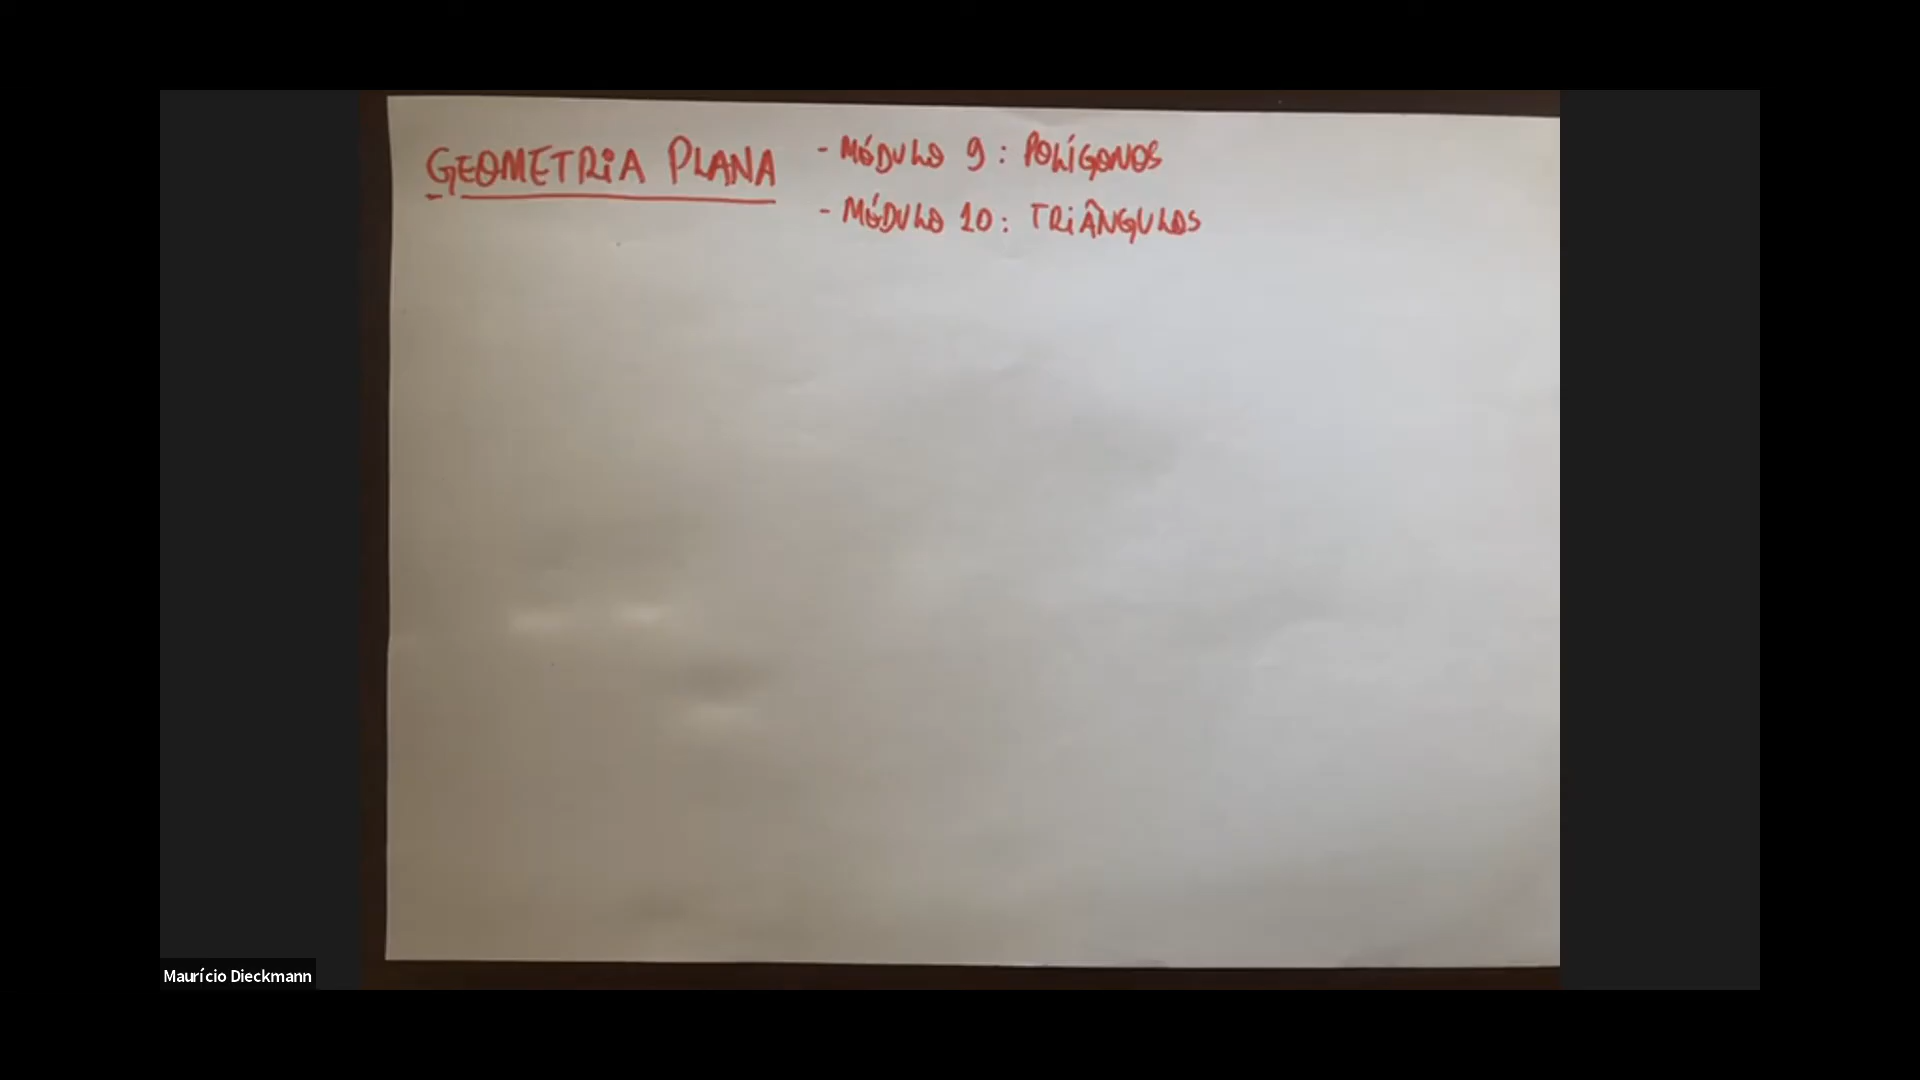 GEOMETRIA PLANA
- MÓDULO 9: POLÍGONOS
- MÓDULO 10: TRIÂNGULOS
Maurício Dieckmann